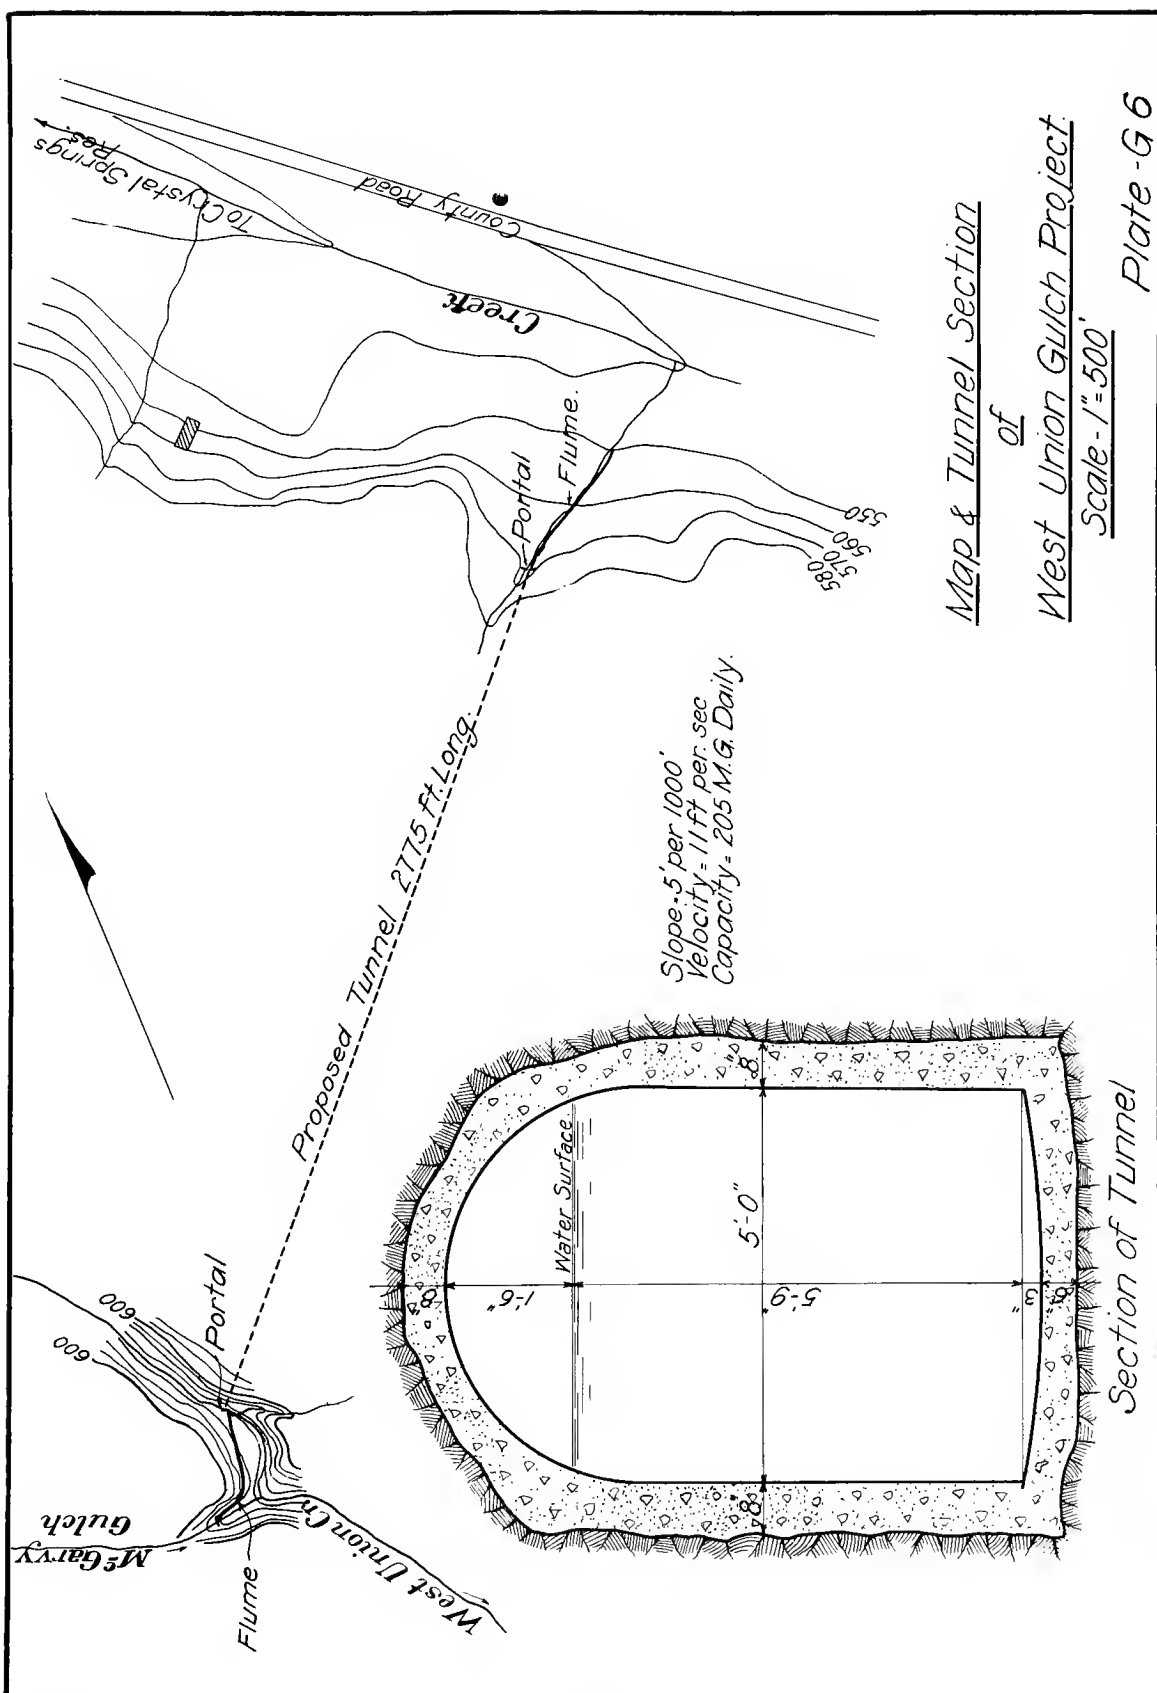 Map & Tunnel Section
of
West Union Gulch Project
Scale - 1"=500'
Plate - G 6
To Crystal Springs
Res.
County Road
Creek
Portal
Flume.
550
560
570
580
Proposed Tunnel 2775 ft. Long.
Slope = 5' per 1000'
Velocity = 11 ft per. sec
Capacity = 205 M.G. Daily.
600
600
Portal
McGarvy
Gulch
West Union Cr.
Flume
8"
1'-6"
Water Surface
5'-0"
5'-9"
8"
8"
3"
6"
Section of Tunnel